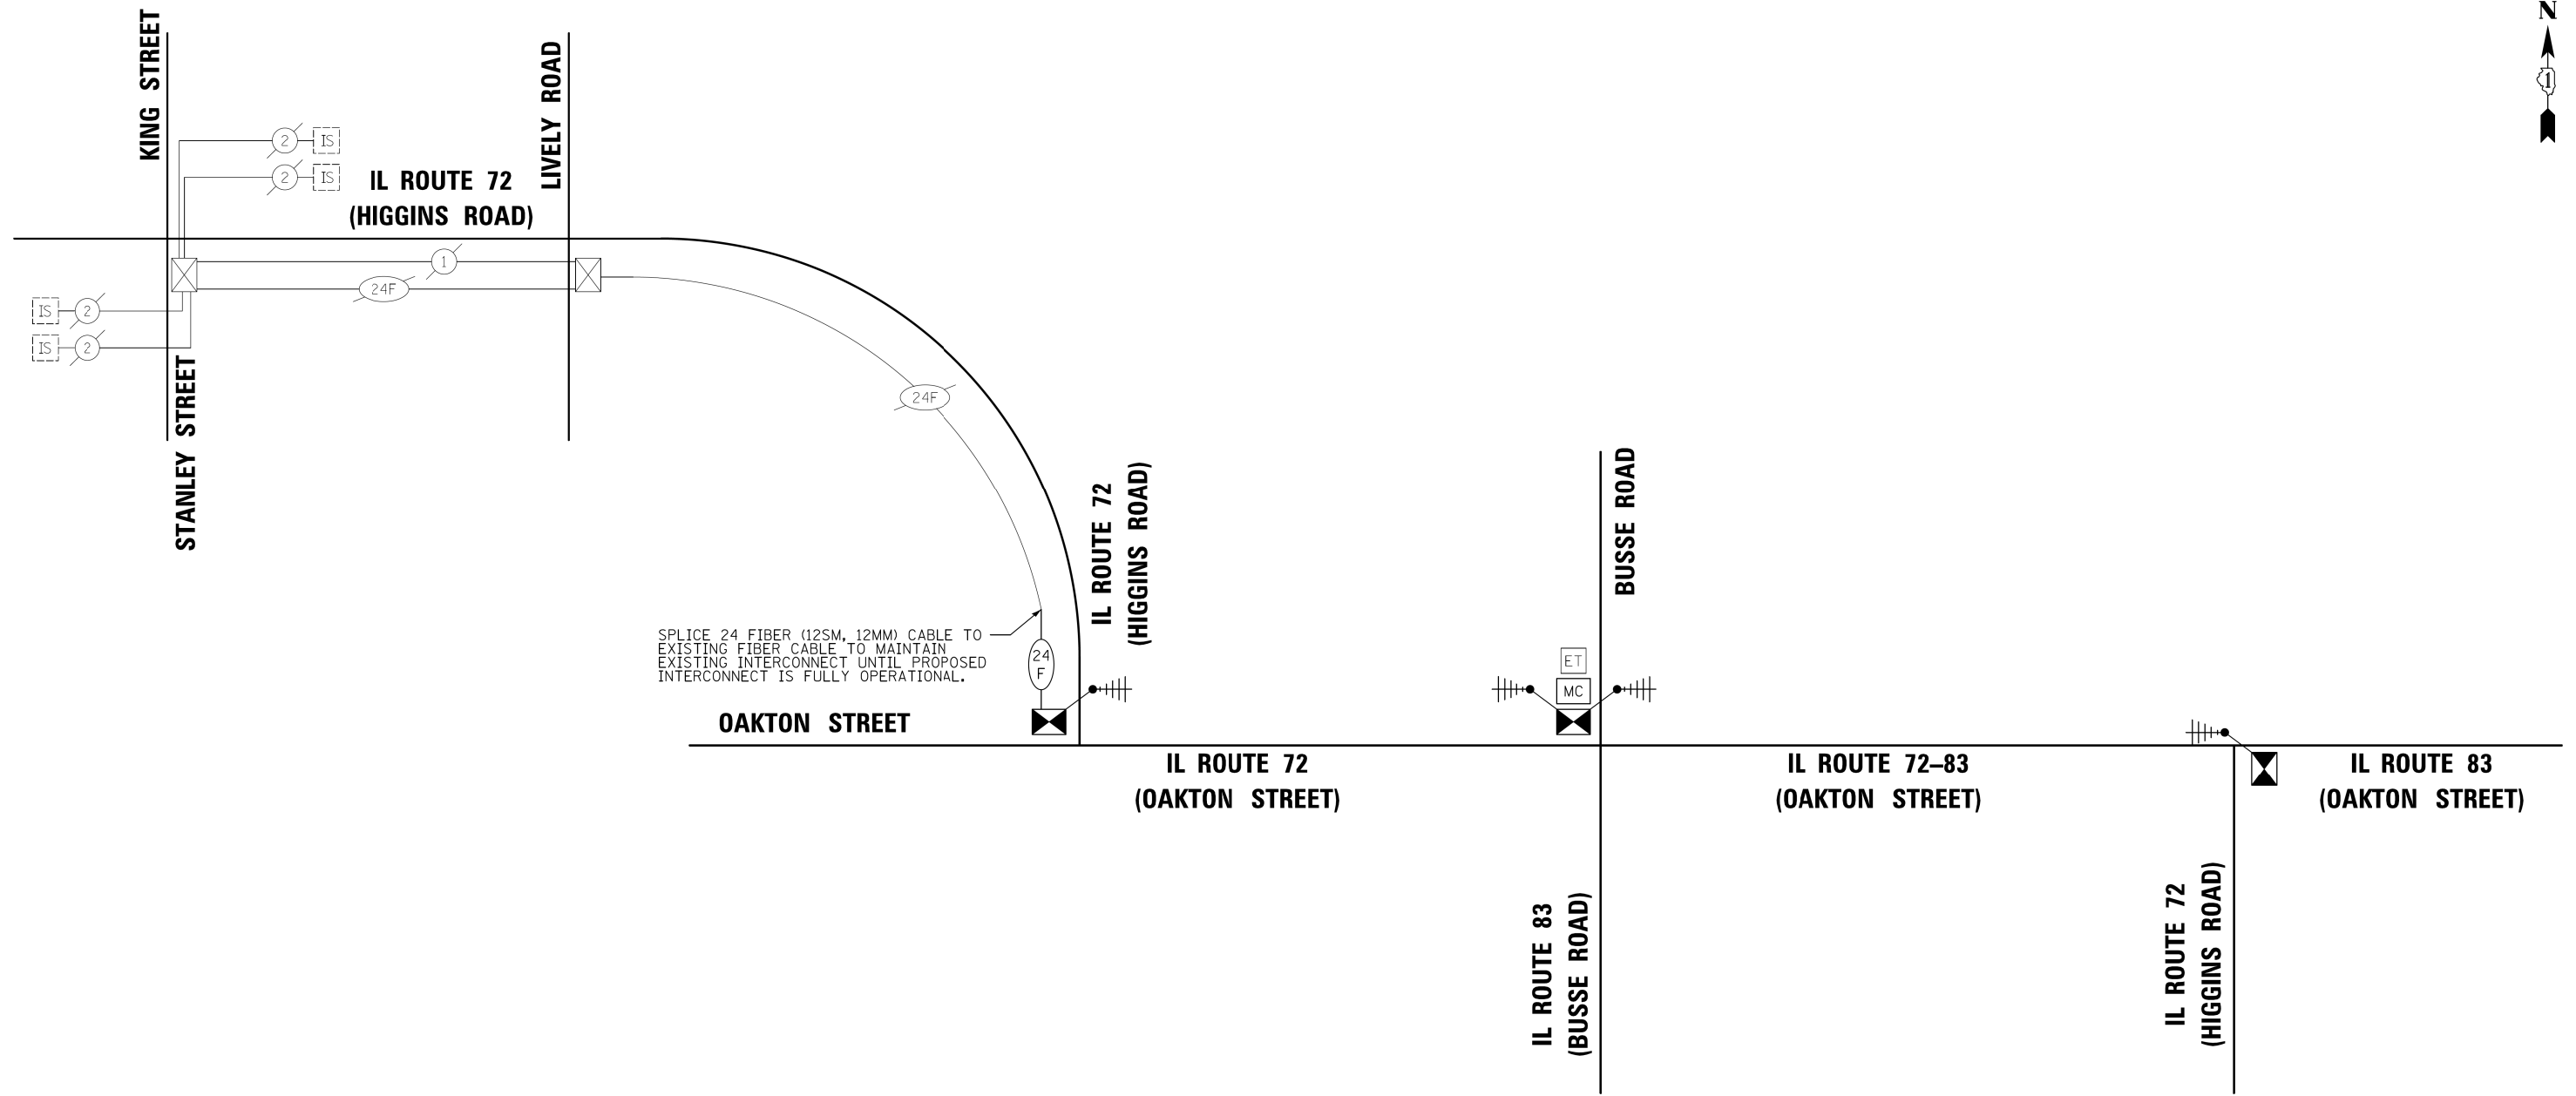 N
1
KING STREET
LIVELY ROAD
2
IS
2
IS
IL ROUTE 72
(HIGGINS ROAD)
1
24F
IS
2
IS
2
STANLEY STREET
24F
IL ROUTE 72
(HIGGINS ROAD)
BUSSE ROAD
SPLICE 24 FIBER (12SM, 12MM) CABLE TO
EXISTING FIBER CABLE TO MAINTAIN
EXISTING INTERCONNECT UNTIL PROPOSED
INTERCONNECT IS FULLY OPERATIONAL.
24
F
ET
MC
OAKTON STREET
IL ROUTE 72
(OAKTON STREET)
IL ROUTE 72–83
(OAKTON STREET)
IL ROUTE 83
(OAKTON STREET)
IL ROUTE 83
(BUSSE ROAD)
IL ROUTE 72
(HIGGINS ROAD)